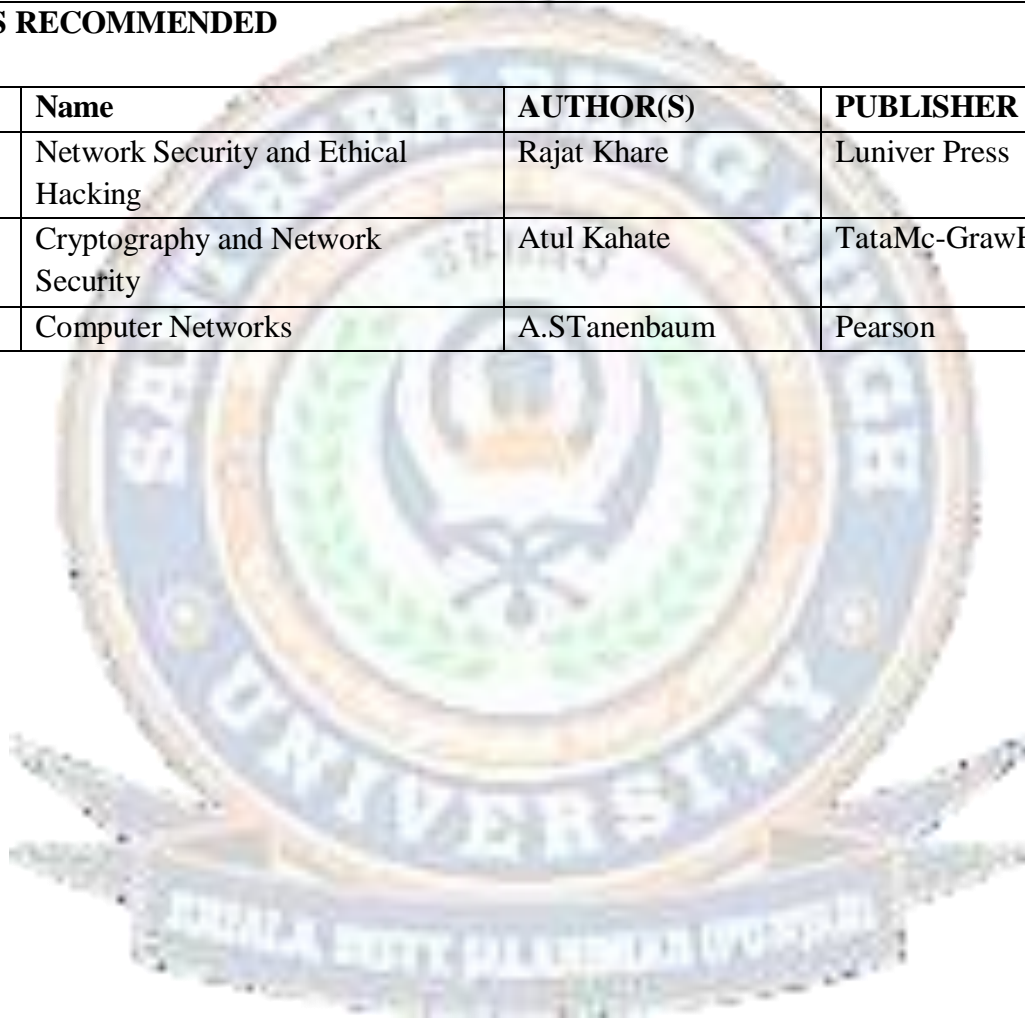 S RECOMMENDED
Name AUTHOR(S) PUBLISHER
Network Security and Ethical Rajat Khare Luniver Press
Hacking
Cryptography and Network Atul Kahate TataMc-Graw
Security
Computer Networks A.STanenbaum Pearson
UNIVERSITY